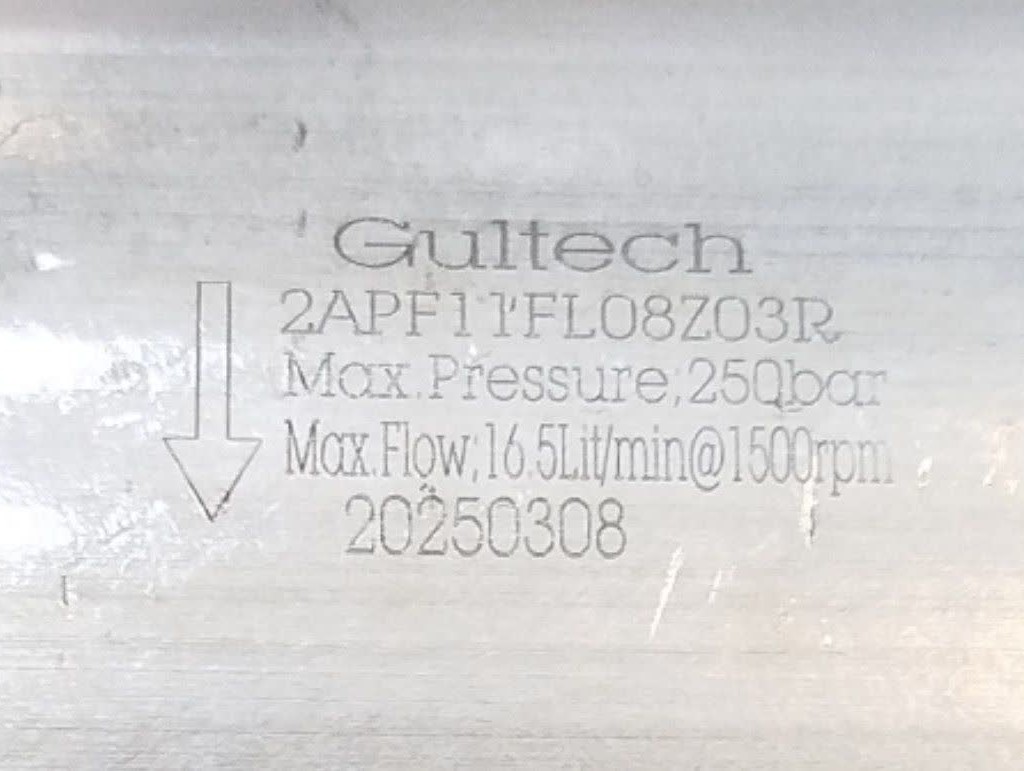 Gultech
2APF11FL08Z03R
Max.Pressure;250bar
Max.Flow;16.5Lit/min@1500rpm
20250308